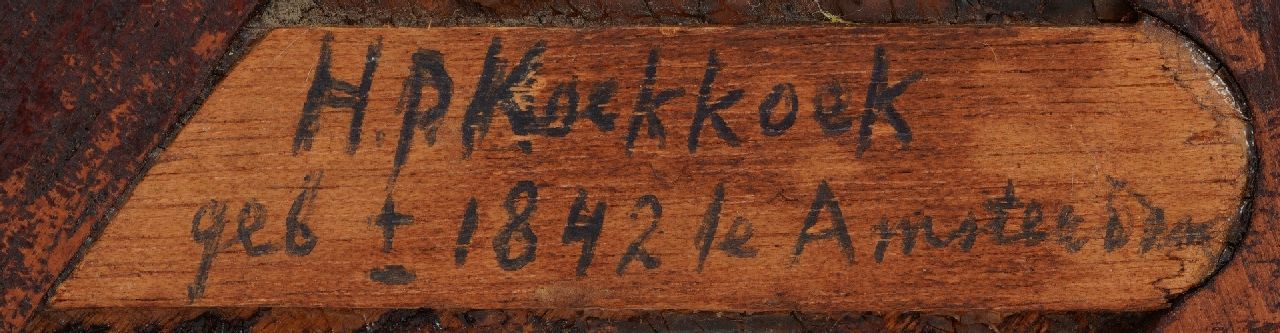 H.P Koekkoek
geb ± 1842 te Amsterdam